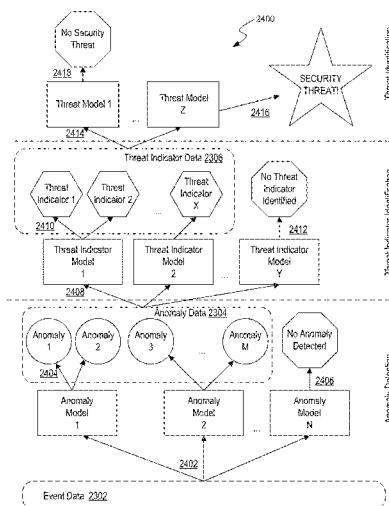 2400
No Security
Threat
2413
Threat Model 1
...
Threat Model
Z
2414
2416
SECURITY
THREAT!
Threat Identification
Threat Indicator Data 2306
Threat
Indicator 1
Threat
Indicator 2
...
Threat
Indicator
X
No Threat
Indicator
Identified
2410
2412
Threat Indicator
Model
1
Threat Indicator
Model
2
...
Threat Indicator
Model
Y
2408
Threat Indicator Identification
Anomaly Data 2304
Anomaly
1
Anomaly
2
Anomaly
3
...
Anomaly
M
No Anomaly
Detected
2404
2406
Anomaly
Model
1
Anomaly
Model
2
...
Anomaly
Model
N
2402
Anomaly Detection
Event Data 2302